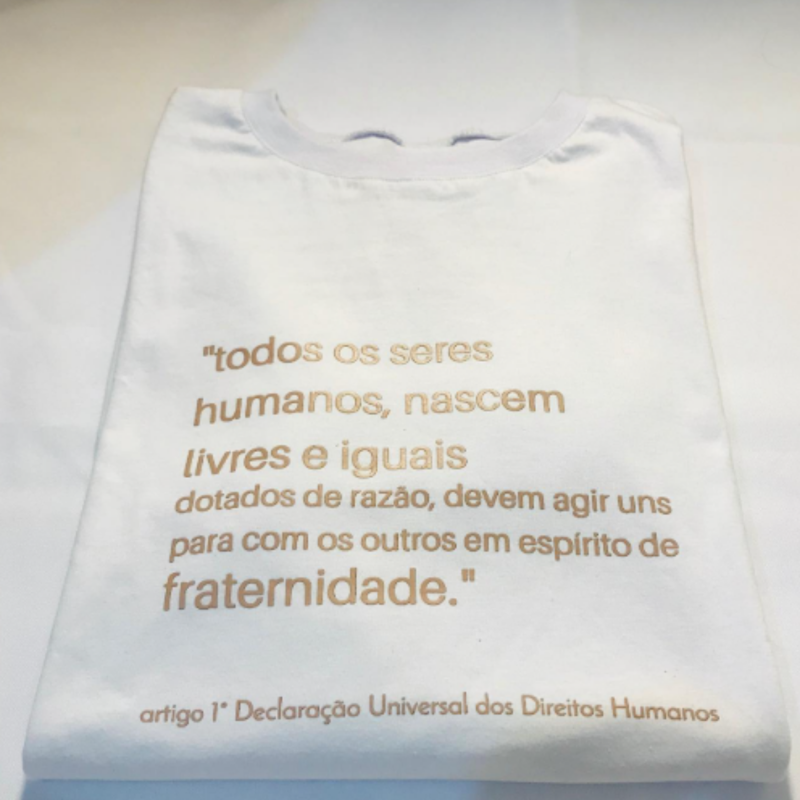 "todos os seres
humanos, nascem
livres e iguais
dotados de razão, devem agir uns
para com os outros em espírito de
fraternidade."
artigo 1° Declaração Universal dos Direitos Humanos